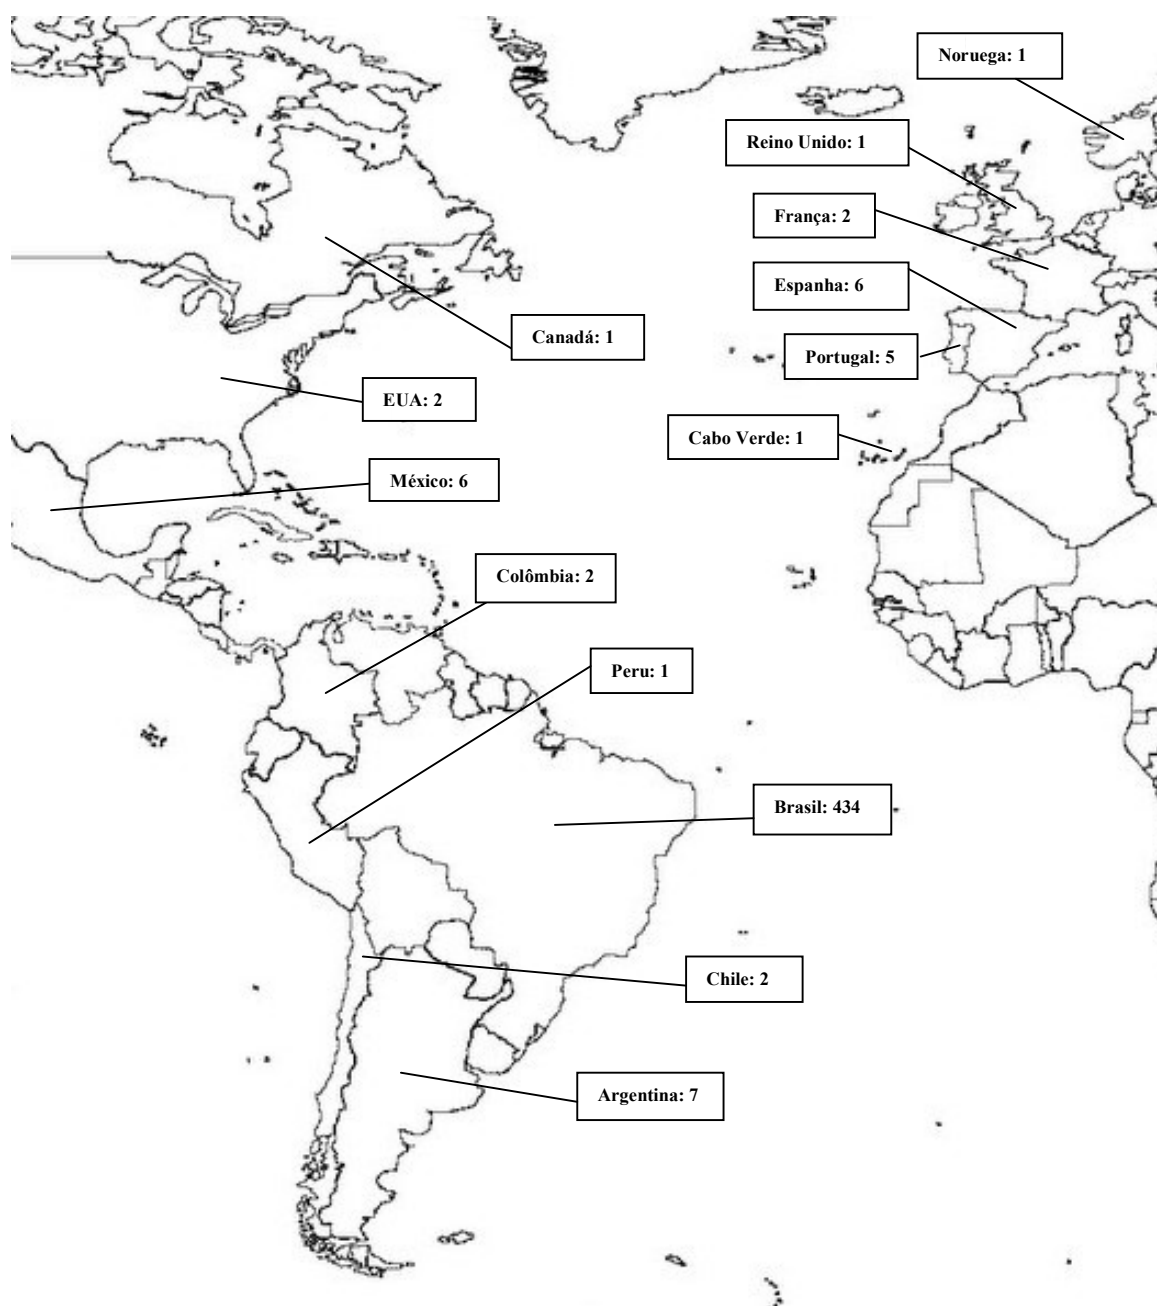 Noruega: 1
Reino Unido: 1
França: 2
Espanha: 6
Canadá: 1
Portugal: 5
EUA: 2
Cabo Verde: 1
México: 6
Colômbia: 2
Peru: 1
Brasil: 434
Chile: 2
Argentina: 7